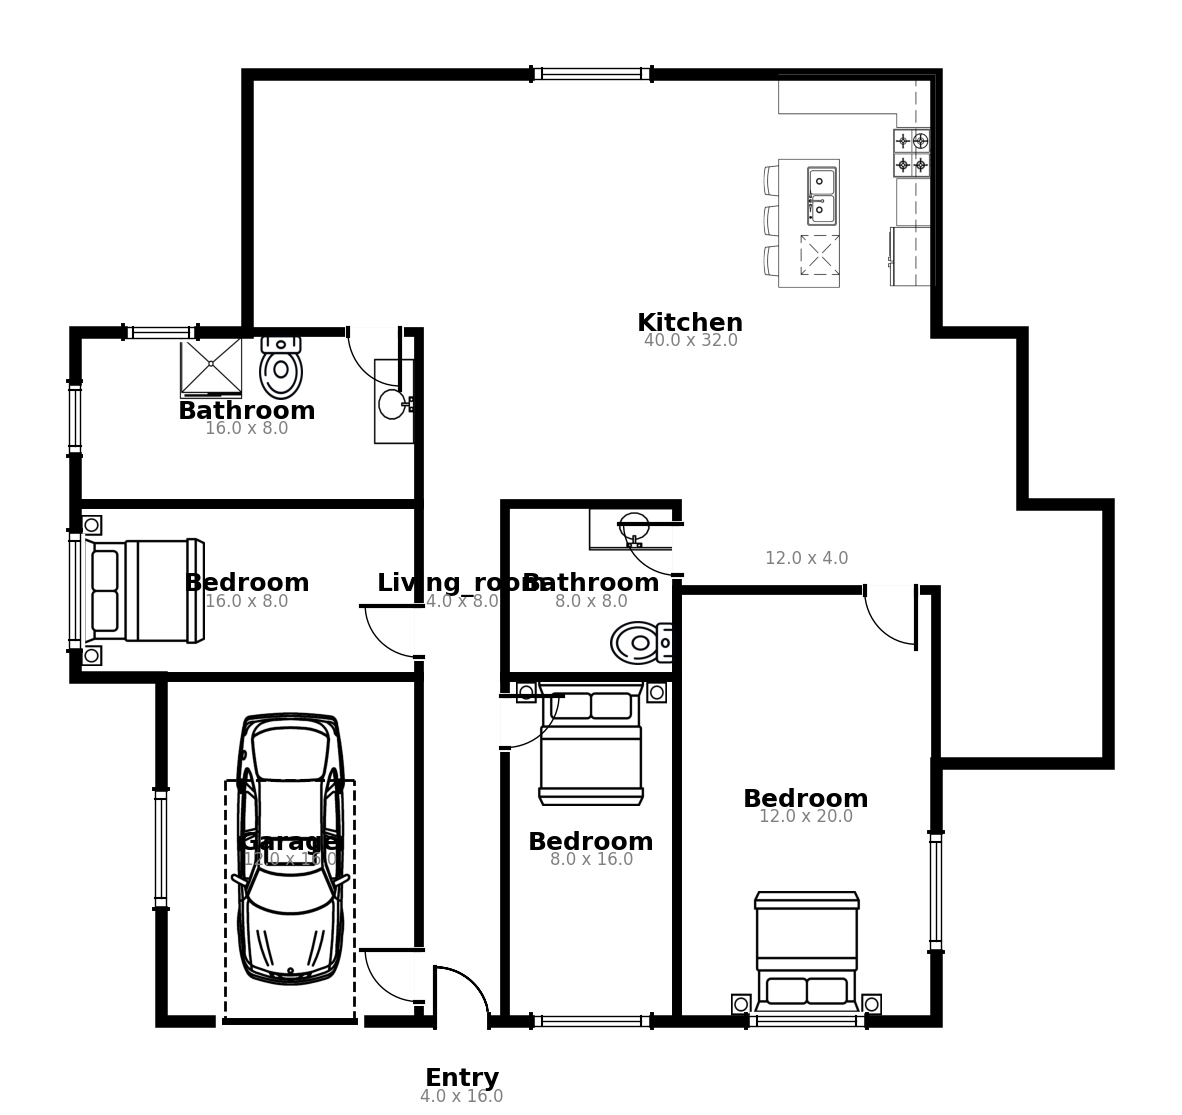 Kitchen
40.0 x 32.0
Bathroom
16.0 x 8.0
12.0 x 4.0
Bedroom
16.0 x 8.0
Living_room
4.0 x 8.0
Bathroom
8.0 x 8.0
Bedroom
12.0 x 20.0
Garage
12.0 x 16.0
Bedroom
8.0 x 16.0
Entry
4.0 x 16.0